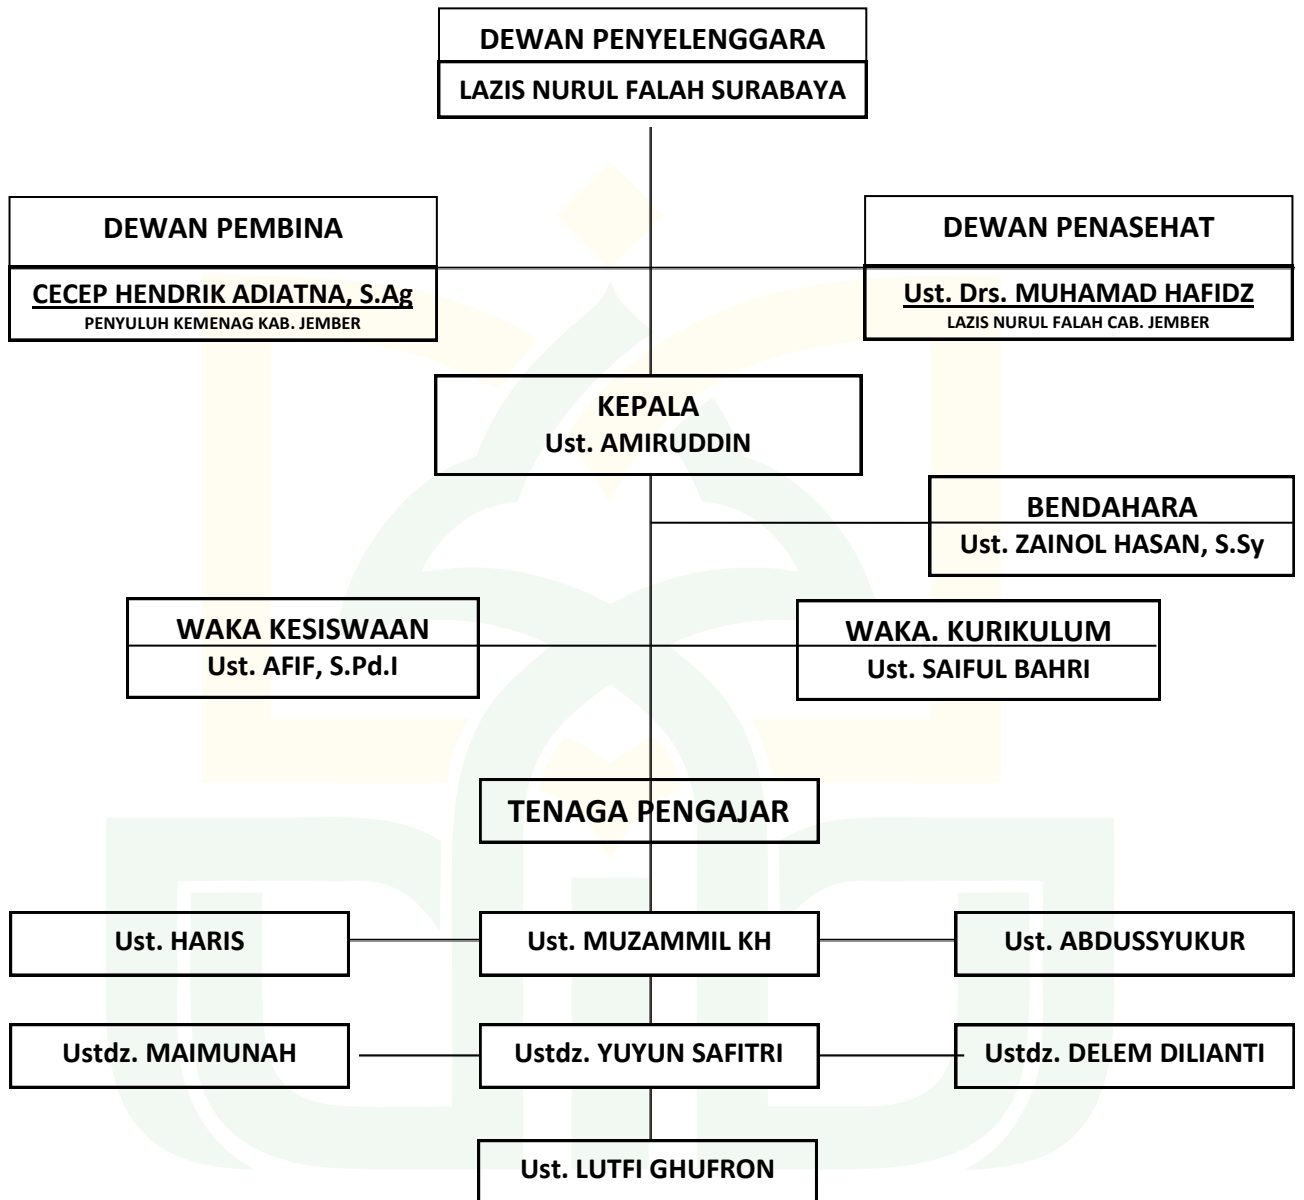 DEWAN PENYELENGGARA
LAZIS NURUL FALAH SURABAYA
DEWAN PEMBINA
CECEP HENDRIK ADIATNA, S.Ag
PENYULUH KEMENAG KAB. JEMBER
DEWAN PENASEHAT
Ust. Drs. MUHAMAD HAFIDZ
LAZIS NURUL FALAH CAB. JEMBER
KEPALA
Ust. AMIRUDDIN
BENDAHARA
Ust. ZAINOL HASAN, S.Sy
WAKA KESISWAAN
Ust. AFIF, S.Pd.I
WAKA. KURIKULUM
Ust. SAIFUL BAHRI
TENAGA PENGAJAR
Ust. HARIS
Ust. MUZAMMIL KH
Ust. ABDUSSYUKUR
Ustdz. MAIMUNAH
Ustdz. YUYUN SAFITRI
Ustdz. DELEM DILIANTI
Ust. LUTFI GHUFRON